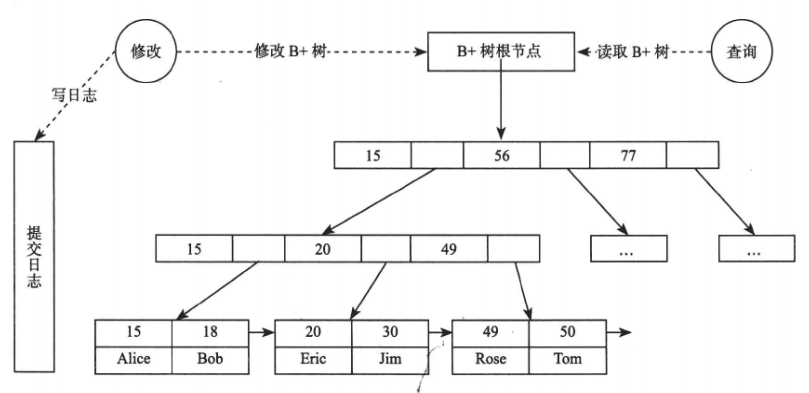 修改
修改 B+ 树
B+ 树根节点
读取 B+ 树
查询
写日志
15 56 77
提交日志
15 20 49
...
...
15 18
20 30
49 50
Alice Bob
Eric Jim
Rose Tom